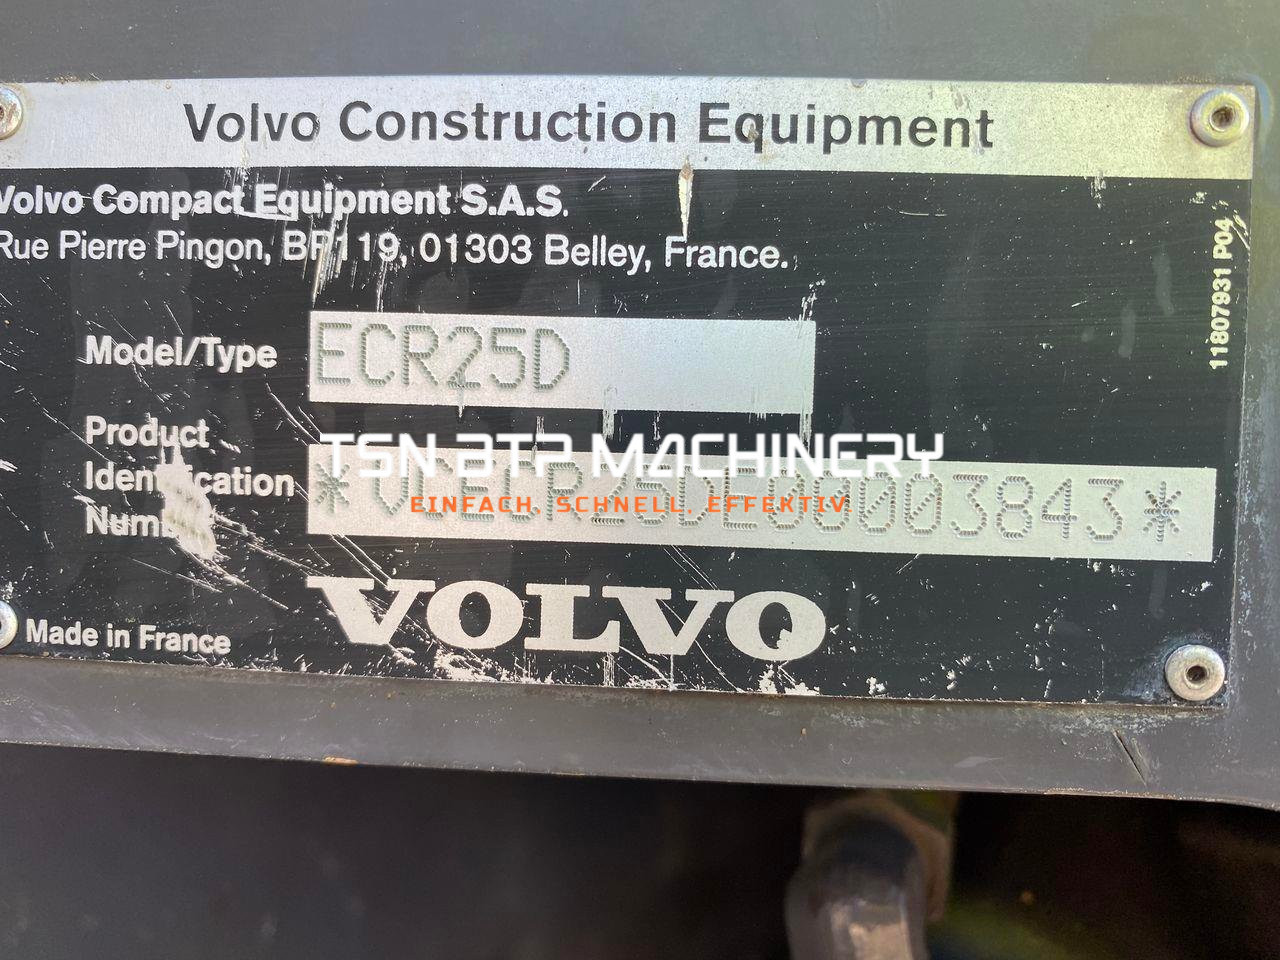 Volvo Construction Equipment
Volvo Compact Equipment S.A.S.
Rue Pierre Pingon, BP119, 01303 Belley, France.
11807931 P04
Model/Type ECR25D
Product
Identification
Number
*VCECR25DE00003843*
TSN BTP MACHINERY
EINFACH. SCHNELL. EFFEKTIV.
VOLVO
Made in France